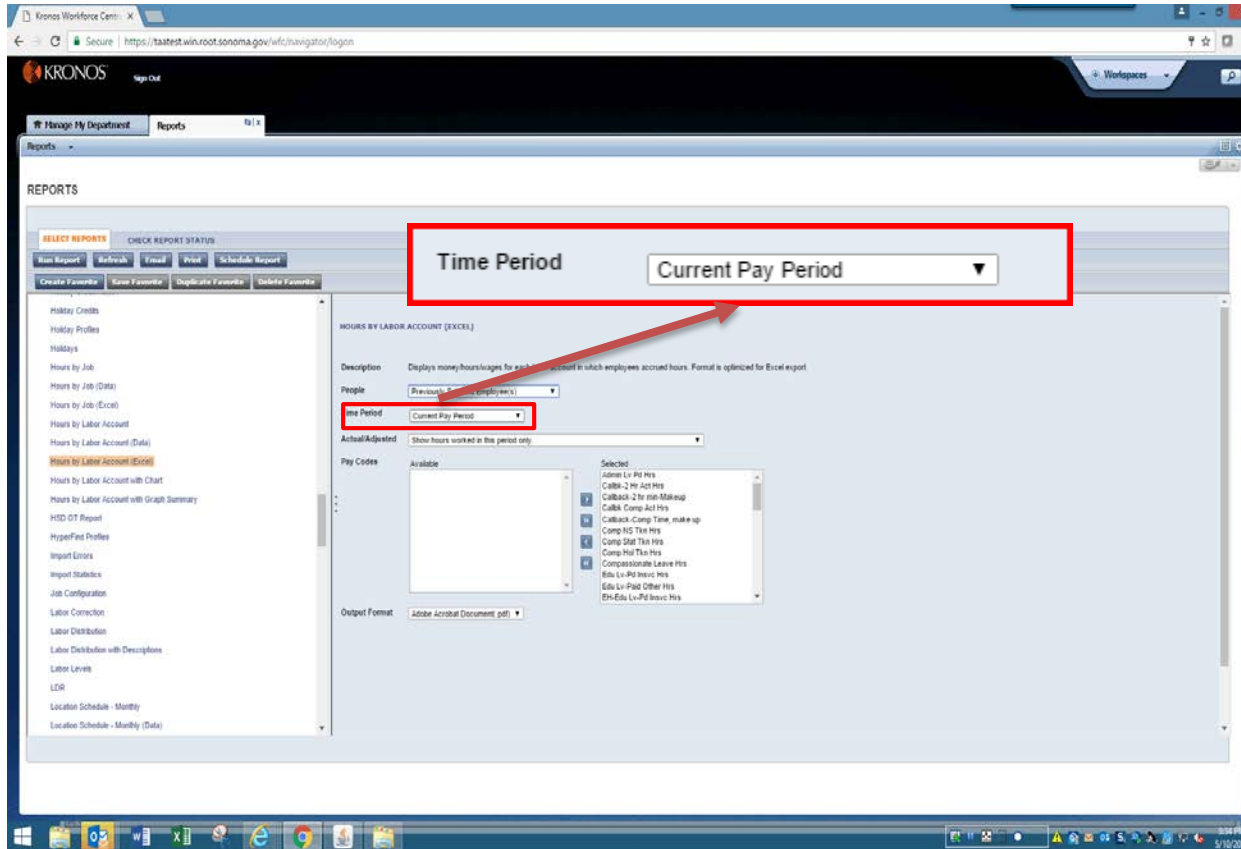 Kronos Workforce Centr
Secure | https://taatest.win.root.sonoma.gov/wfc/navigator/logon
KRONOS Sign Out
Workspaces
Manage My Department Reports
Reports
REPORTS
SELECT REPORTS CHECK REPORT STATUS
Run Report Refresh Email Print Schedule Report
Create Favorite Save Favorite Duplicate Favorite Delete Favorite
Time Period Current Pay Period
Holiday Credits
Holiday Profiles
Holidays
Hours by Job
Hours by Job (Data)
Hours by Job (Excel)
Hours by Labor Account
Hours by Labor Account (Data)
Hours by Labor Account (Excel)
Hours by Labor Account with Chart
Hours by Labor Account with Graph Summary
HSD OT Report
HyperFind Profiles
Import Errors
Import Statistics
Job Configuration
Labor Correction
Labor Distribution
Labor Distribution with Descriptions
Labor Levels
LDR
Location Schedule - Monthly
Location Schedule - Monthly (Data)
HOURS BY LABOR ACCOUNT (EXCEL)
Description Displays money/hours/wages for each account in which employees accrued hours. Format is optimized for Excel export
People Previously Employee(s)
Time Period Current Pay Period
Actual/Adjusted Show hours worked in this period only.
Pay Codes Available Selected
Admin Lv Pd Hrs
Callbk-2 Hr Act Hrs
Callback-2 hr min-Makeup
Callbk Comp Act Hrs
Callback-Comp Time, make up
Comp NS Tkn Hrs
Comp Stat Tkn Hrs
Comp Hol Tkn Hrs
Compassionate Leave Hrs
Edu Lv-Pd Insvc Hrs
Edu Lv-Paid Other Hrs
EH-Edu Lv-Pd Insvc Hrs
Output Format Adobe Acrobat Document(.pdf)